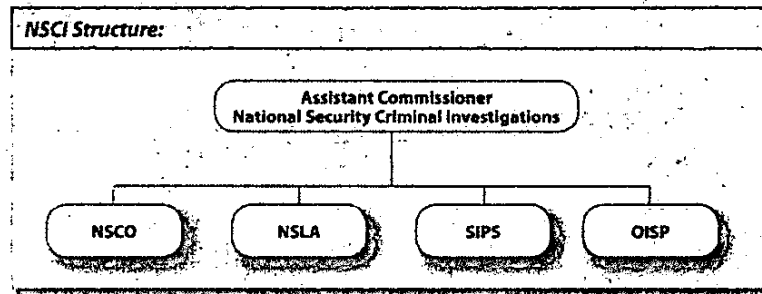 NSCI Structure:
Assistant Commissioner
National Security Criminal Investigations
NSCO
NSLA
SIPS
OISP